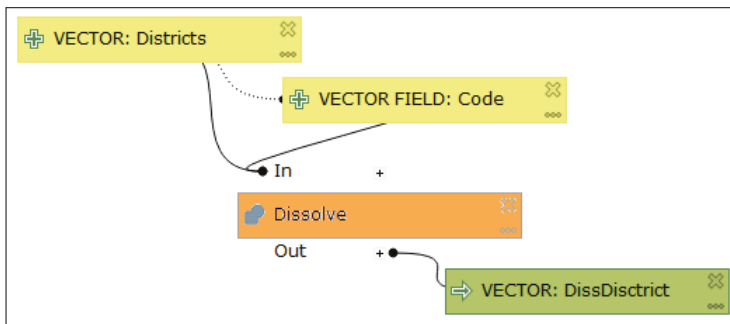 VECTOR: Districts
VECTOR FIELD: Code
In
Dissolve
Out
VECTOR: DissDisctrict